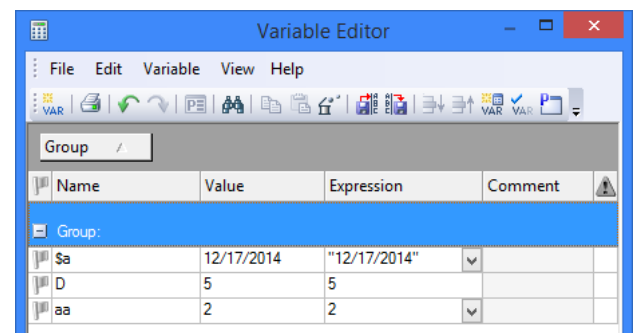 Variable Editor
File Edit Variable View Help
VAR PE VAR VAR P
Group
Name Value Expression Comment
Group:
$a 12/17/2014 "12/17/2014"
D 5 5
aa 2 2